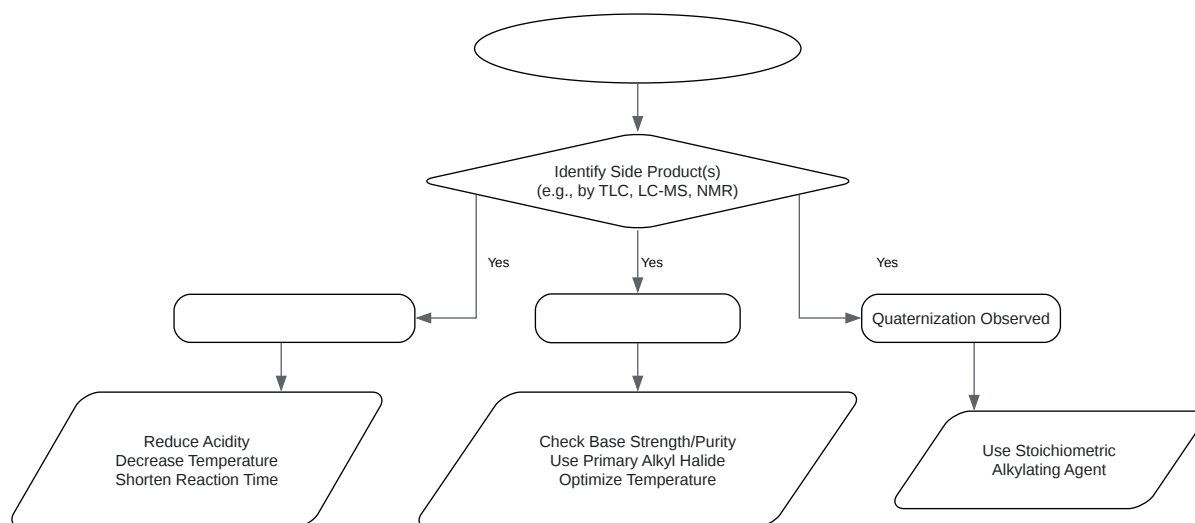 Identify Side Product(s)
(e.g., by TLC, LC-MS, NMR)
Yes
Yes
Yes
Quaternization Observed
Reduce Acidity
Decrease Temperature
Shorten Reaction Time
Check Base Strength/Purity
Use Primary Alkyl Halide
Optimize Temperature
Use Stoichiometric
Alkylating Agent